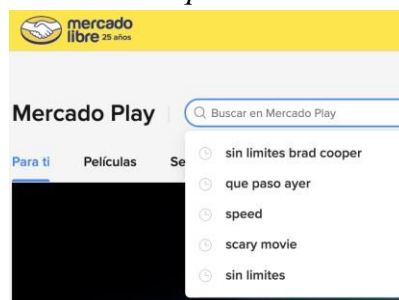 mercado
libre 25 años
Mercado Play
Buscar en Mercado Play
Para ti Películas Se
sin limites brad cooper
que paso ayer
speed
scary movie
sin limites